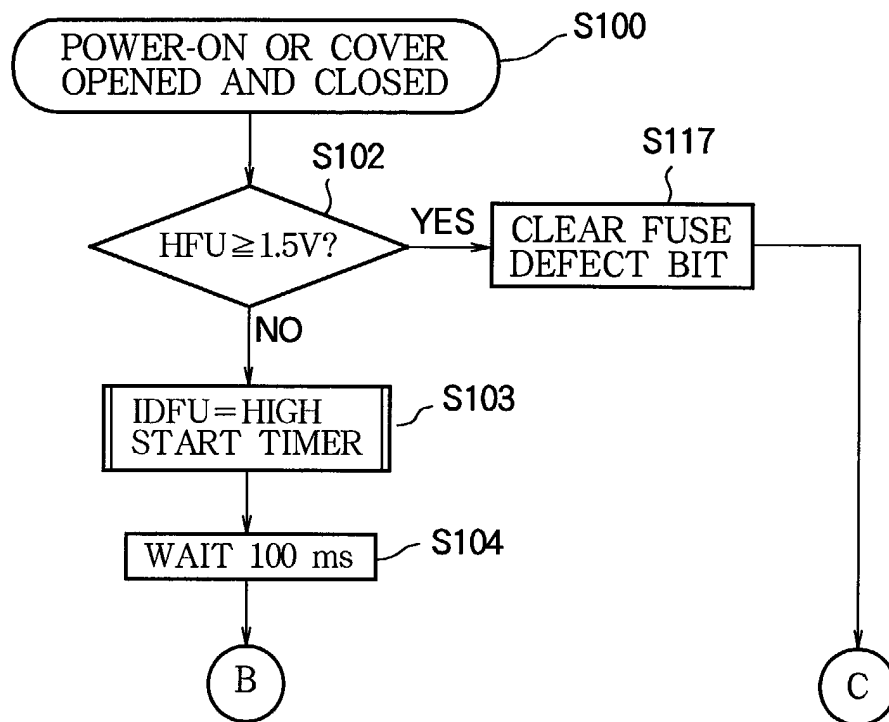 POWER-ON OR COVER
OPENED AND CLOSED
S100
S102
HFU≧1.5V?
YES
S117
CLEAR FUSE
DEFECT BIT
NO
IDFU=HIGH
START TIMER
S103
WAIT 100 ms
S104
B
C